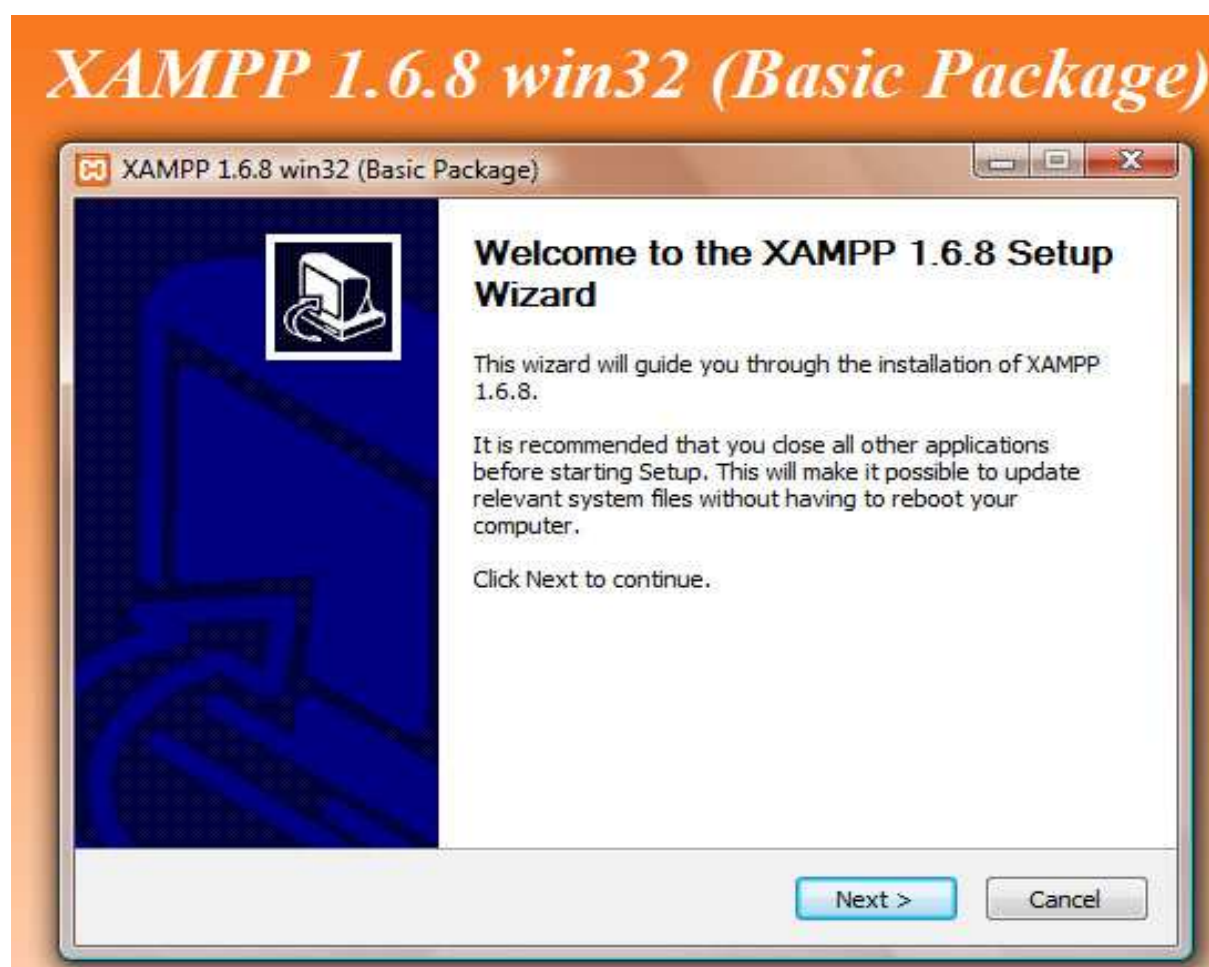 XAMPP 1.6.8 win32 (Basic Package)
XAMPP 1.6.8 win32 (Basic Package)
Welcome to the XAMPP 1.6.8 Setup
Wizard
This wizard will guide you through the installation of XAMPP
1.6.8.
It is recommended that you close all other applications
before starting Setup. This will make it possible to update
relevant system files without having to reboot your
computer.
Click Next to continue.
Next >
Cancel